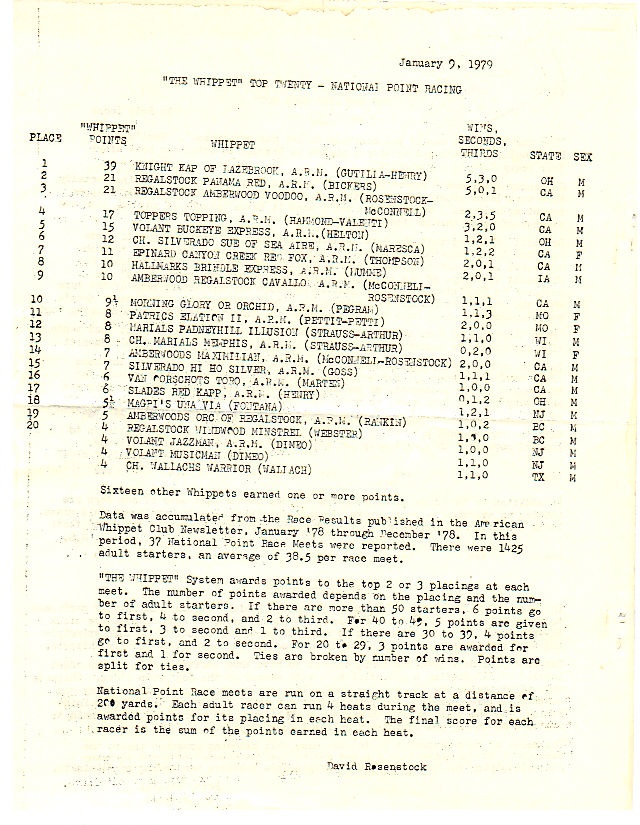 January 9, 1979
"THE WHIPPET" TOP TWENTY - NATIONAL POINT RACING
PLACE "WHIPPET" POINTS WHIPPET WINS, SECONDS, THIRDS STATE SEX
1 39 KNIGHT KAP OF LAZEBROOK, A.R.M. (GUTILIA-HENRY) 5,3,0 OH M
2 21 REGALSTOCK PANAMA RED, A.R.M. (BICKERS) 5,0,1 CA M
3 21 REGALSTOCK AMBERWOOD VOODOO, A.R.M. (ROSENSTOCK-
McCONNELL) 2,3,5 CA M
4 17 TOPPERS TOPPING, A.R.M. (HAMMOND-VALENTI) 3,2,0 CA M
5 15 VOLANT BUCKEYE EXPRESS, A.R.M. (HELTON) 1,2,1 OH M
6 12 CH. SILVERADO SUE OF SEA AIRE, A.R.M. (MARESCA) 1,2,2 CA F
7 11 EPINARD CANYON CREEK RED FOX, A.R.M. (THOMPSON) 2,0,1 CA M
8 10 HALLMARKS BRINDLE EXPRESS, A.R.M. (LUMME) 2,0,1 IA M
9 10 AMBERWOOD REGALSTOCK CAVALLO, A.R.M. (McCONNELL-
ROSENSTOCK) 1,1,1 CA M
10 9½ MORNING GLORY OR ORCHID, A.R.M. (PEGRAM) 1,1,3 MO F
11 8 PATRICS ELATION II, A.R.M. (PETTIT-PETTI) 2,0,0 MO F
12 8 MARIALS PADNEYHILL ILLUSION (STRAUSS-ARTHUR) 1,1,0 WI M
13 8 CH. MARIALS MEMPHIS, A.R.M. (STRAUSS-ARTHUR) 0,2,0 WI F
14 7 AMBERWOODS MAXIMILIAN, A.R.M. (McCONNELL-ROSENSTOCK) 2,0,0 CA M
15 7 SILVERADO HI HO SILVER, A.R.M. (GOSS) 1,1,1 CA M
16 6 VAN FORSCHOTS TORO, A.R.M. (MARTEN) 1,0,0 CA M
17 6 SLADES RED KAPP, A.R.M. (HENRY) 0,1,2 OH M
18 5½ MAGPI'S UNA VIA (FONTANA) 1,2,1 NJ M
19 5 AMBERWOODS ORC OF REGALSTOCK, A.R.M. (RANKIN) 1,0,2 BC M
20 4 REGALSTOCK WINDWOOD MINSTREL (WEBSTER) BC M
4 VOLANT JAZZMAN, A.R.M. (DIMEO) 1,0,0 NJ M
4 VOLANT MUSICMAN (DIMEO) 1,1,0 NJ M
4 CH. WALLACHS WARRIOR (WALLACH) 1,1,0 TX M
Sixteen other Whippets earned one or more points.
Data was accumulated from the Race Results published in the American
Whippet Club Newsletter, January '78 through December '78. In this
period, 37 National Point Race Meets were reported. There were 1425
adult starters, an average of 38.5 per race meet.
"THE WHIPPET" System awards points to the top 2 or 3 placings at each
meet. The number of points awarded depends on the placing and the num-
ber of adult starters. If there are more than 50 starters, 6 points go
to first, 4 to second, and 2 to third. For 40 to 49, 5 points are given
to first, 3 to second and 1 to third. If there are 30 to 39, 4 points
go to first, and 2 to second. For 20 to 29, 3 points are awarded for
first and 1 for second. Ties are broken by number of wins. Points are
split for ties.
National Point Race meets are run on a straight track at a distance of
200 yards. Each adult racer can run 4 heats during the meet, and is
awarded points for its placing in each heat. The final score for each
racer is the sum of the points earned in each heat.
David Rosenstock